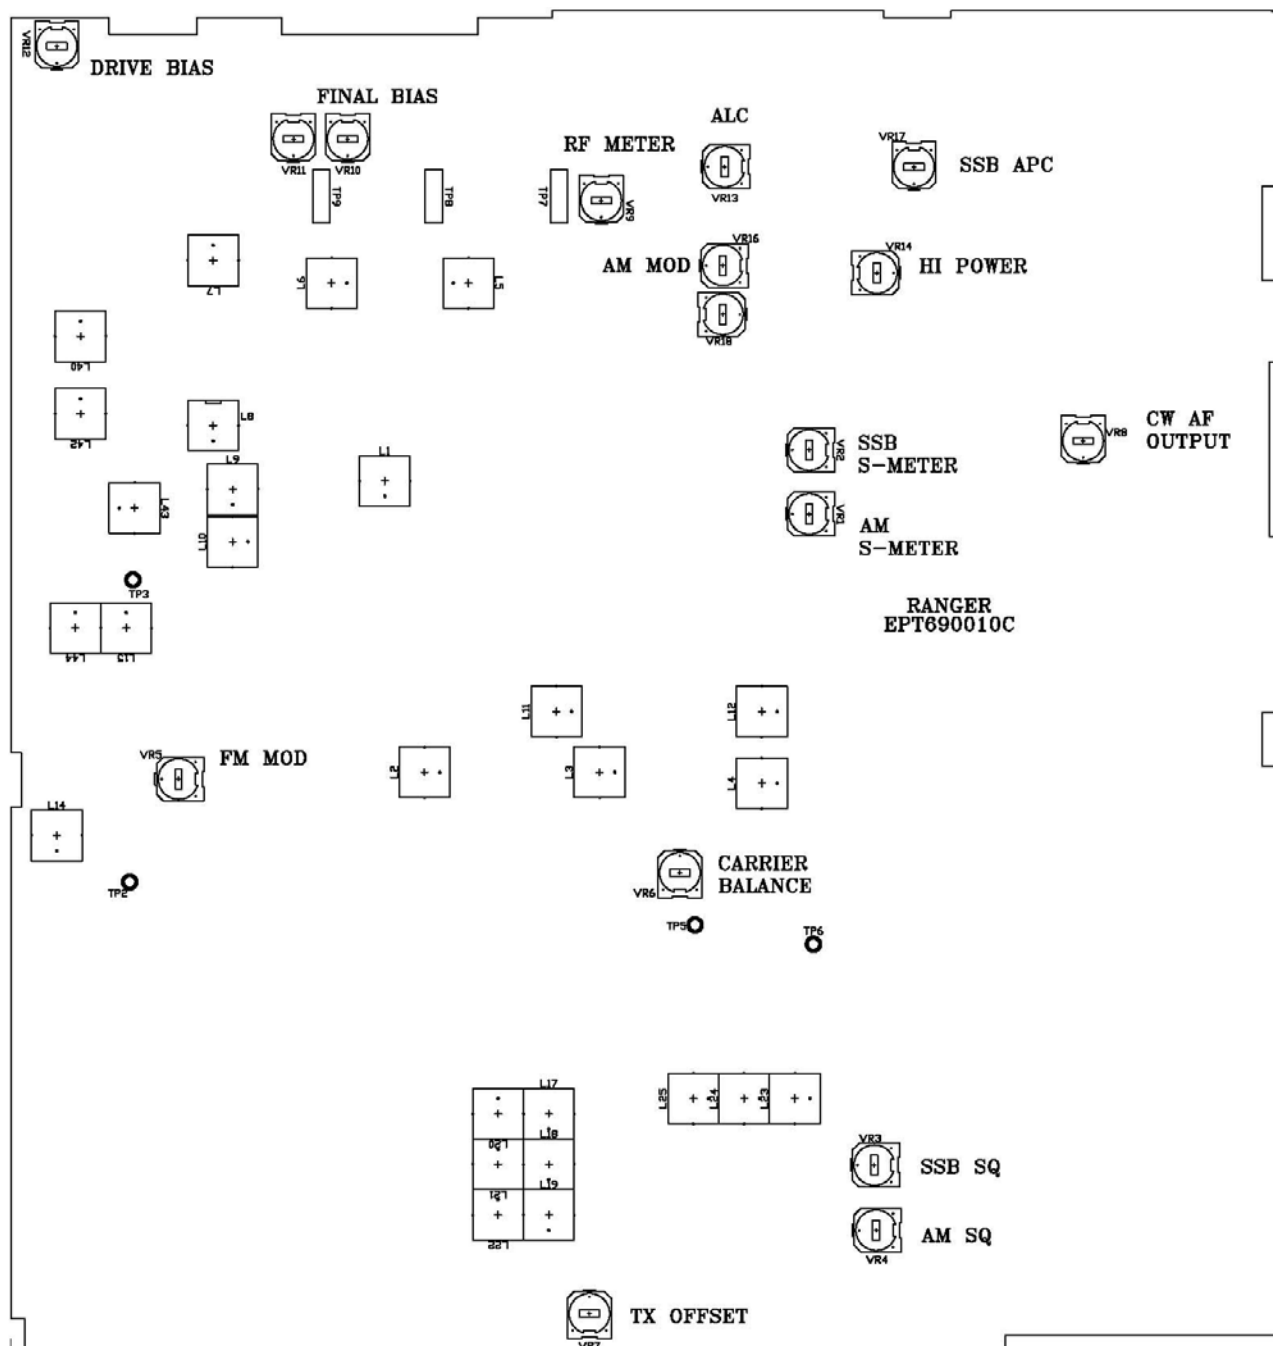 VR12
DRIVE BIAS
FINAL BIAS
VR11
VR10
RF METER
ALC
VR13
VR17
SSB APC
TP9
TP8
TP7
VR9
AM MOD
VR16
VR18
VR14
HI POWER
L7
L6
L5
L40
L42
L8
L9
L1
L43
L10
VR2
SSB
S-METER
VR1
AM
S-METER
VR8
CW AF
OUTPUT
TP3
L44
L15
RANGER
EPT690010C
L11
L12
VR5
FM MOD
L2
L3
L4
L14
TP2
VR6
CARRIER
BALANCE
TP5
TP6
L17
L25
L24
L23
L20
L18
L21
L19
L22
VR3
SSB SQ
AM SQ
VR4
TX OFFSET
VR7